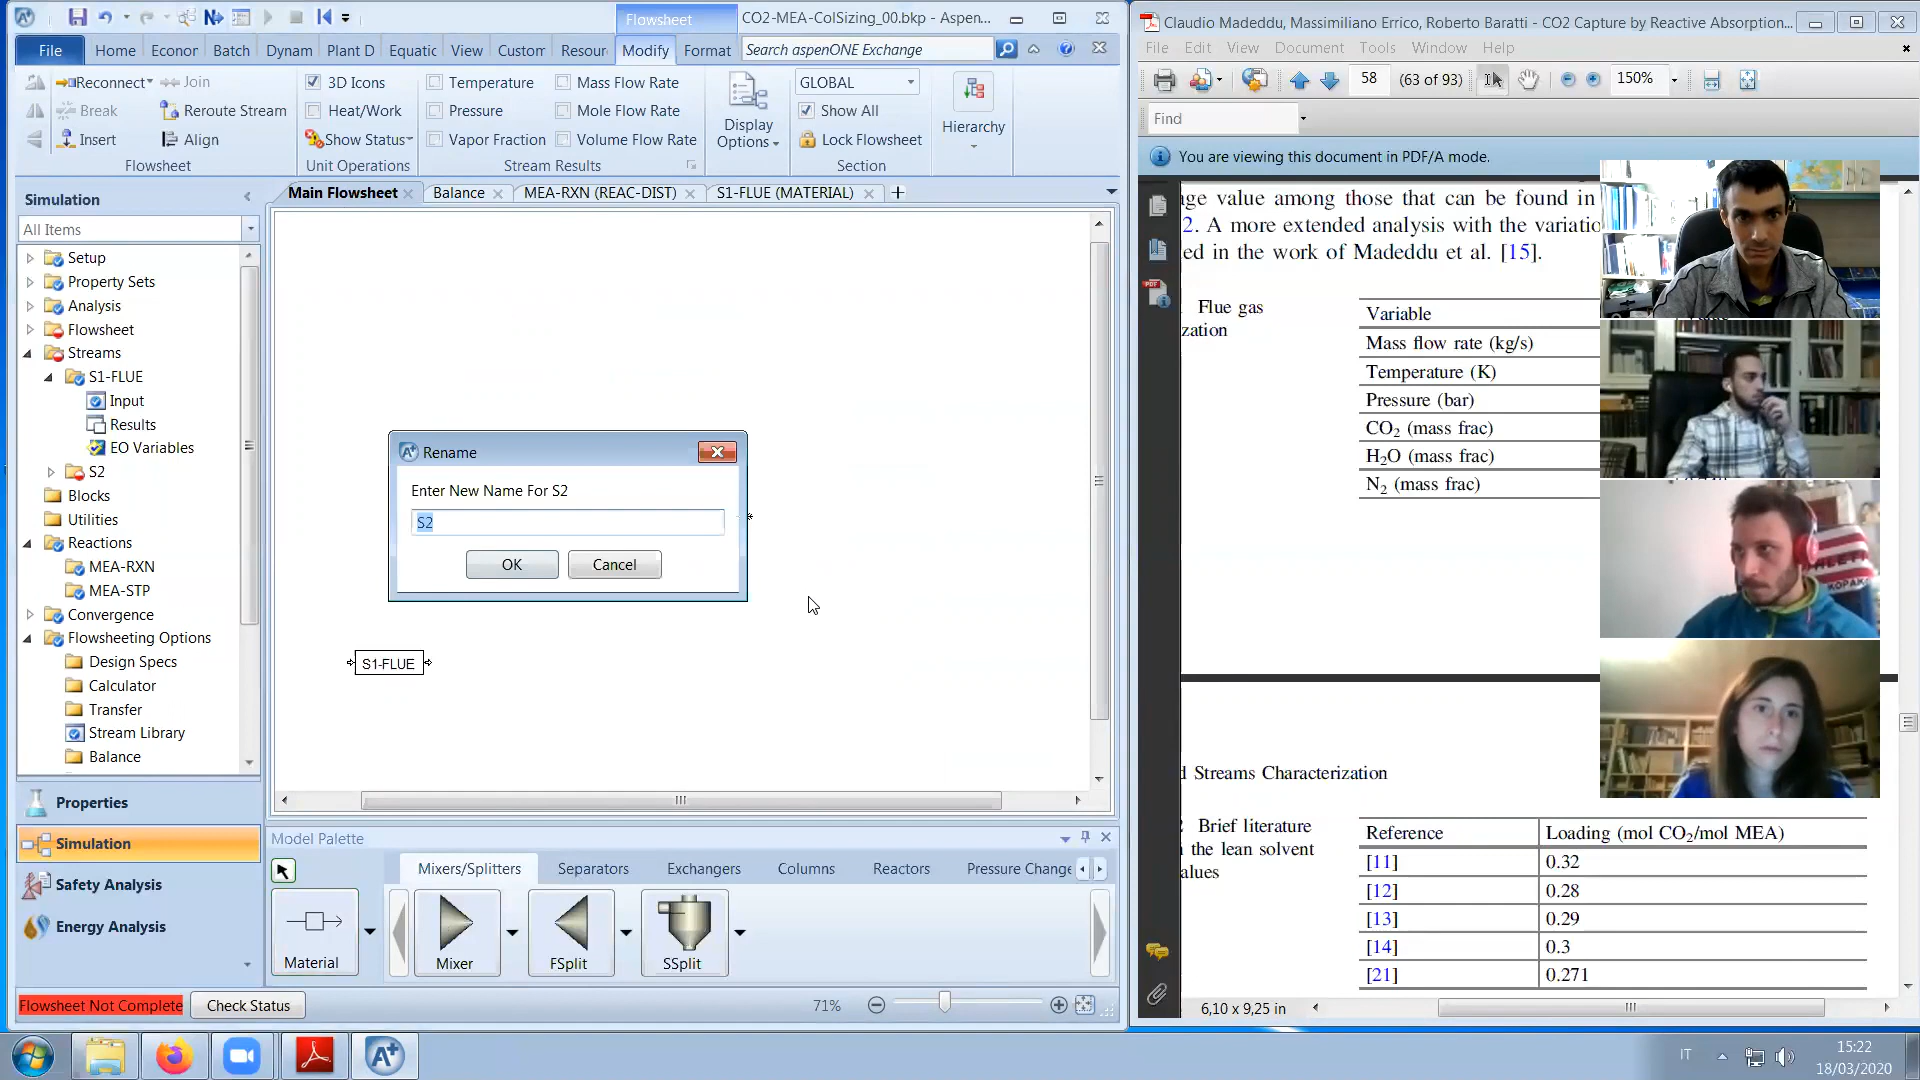 Flowsheet
CO2-MEA-ColSizing_00.bkp - Aspen...
File Home Econor Batch Dynam Plant D Equatic View Custom Resour Modify Format Search aspenONE Exchange
Reconnect Join
Break Reroute Stream
Insert Align
Flowsheet
3D Icons
Heat/Work
Show Status
Unit Operations
Temperature Mass Flow Rate
Pressure Mole Flow Rate
Vapor Fraction Volume Flow Rate
Stream Results
Display
Options
GLOBAL
Show All
Lock Flowsheet
Section
Hierarchy
Simulation
All Items
Setup
Property Sets
Analysis
Flowsheet
Streams
S1-FLUE
Input
Results
EO Variables
S2
Blocks
Utilities
Reactions
MEA-RXN
MEA-STP
Convergence
Flowsheeting Options
Design Specs
Calculator
Transfer
Stream Library
Balance
Properties
Simulation
Safety Analysis
Energy Analysis
Main Flowsheet Balance MEA-RXN (REAC-DIST) S1-FLUE (MATERIAL)
Rename
Enter New Name For S2
S2
OK Cancel
S1-FLUE
Model Palette
Mixers/Splitters Separators Exchangers Columns Reactors Pressure Change
Material Mixer FSplit SSplit
Flowsheet Not Complete Check Status 71%
Claudio Madeddu, Massimiliano Errico, Roberto Baratti - CO2 Capture by Reactive Absorption...
File Edit View Document Tools Window Help
58 (63 of 93) 150%
Find
You are viewing this document in PDF/A mode.
age value among those that can be found in
2. A more extended analysis with the variatio
ed in the work of Madeddu et al. [15].
Flue gas
zation
Variable
Mass flow rate (kg/s)
Temperature (K)
Pressure (bar)
CO2 (mass frac)
H2O (mass frac)
N2 (mass frac)
d Streams Characterization
2 Brief literature
the lean solvent
alues
Reference Loading (mol CO2/mol MEA)
[11] 0.32
[12] 0.28
[13] 0.29
[14] 0.3
[21] 0.271
6,10 x 9,25 in
IT
15:22
18/03/2020